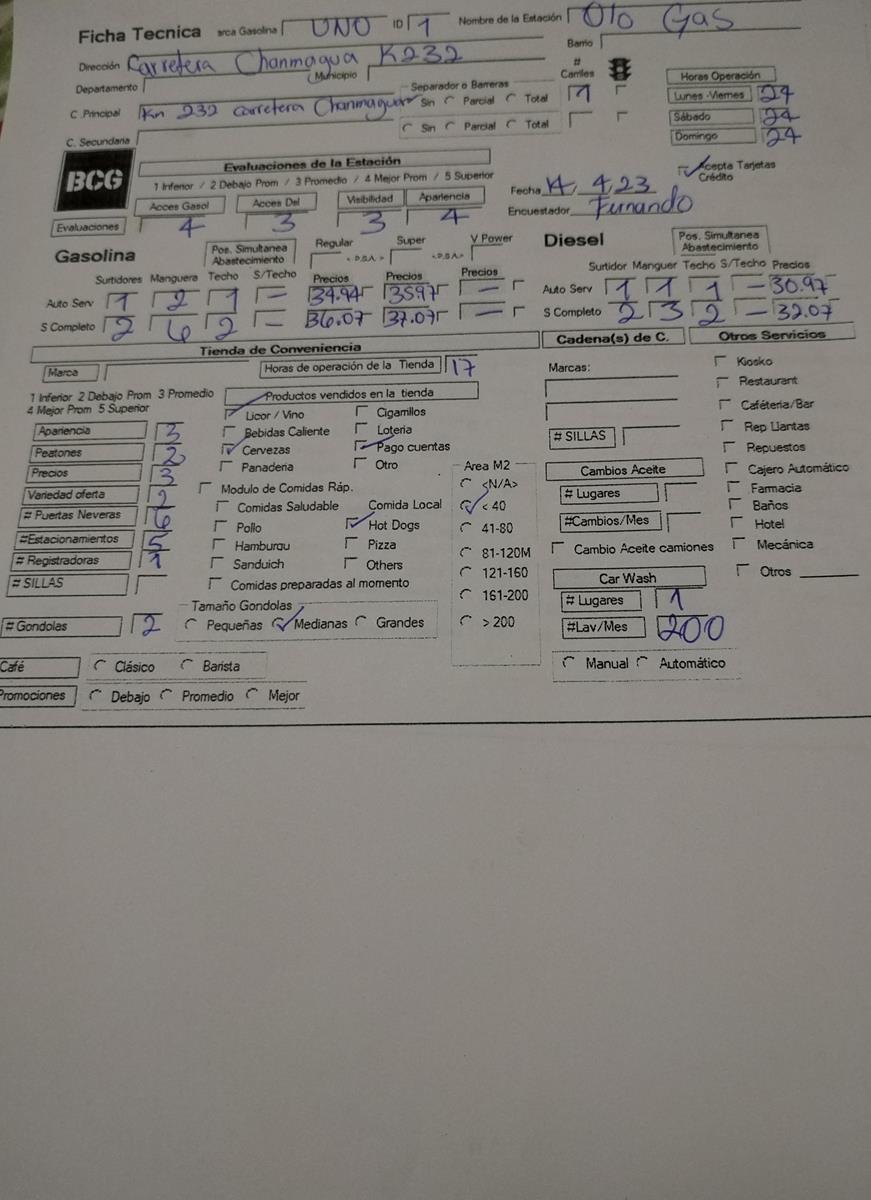 Ficha Tecnica arca Gasolina UNO ID 1 Nombre de la Estación Oto Gas
Dirección Carretera Chanmagua K232 Barrio
Departamento Municipio
Separador o Barreras # Carriles Horas Operación
C .Principal Km 232 carretera Chanmagua Sin Parcial Total 1 Lunes -Viernes 24
Sin Parcial Total Sábado 24
C. Secundaria Domingo 24
BCG
Evaluaciones de la Estación Acepta Tarjetas Crédito
1 Inferior / 2 Debajo Prom / 3 Promedio / 4 Mejor Prom / 5 Superior
Acces Gasol Acces Del Visibilidad Apariencia Fecha 4,23
Evaluaciones 4 3 3 4 Encuestador Fernando
Gasolina Pos. Simultanea Abastecimiento Regular Super V Power Diesel Pos. Simultanea Abastecimiento
< D.S.A. > <D.S.A.>
Surtidores Manguera Techo S/Techo Precios Precios Precios Surtidor Manguer Techo S/Techo Precios
Auto Serv 1 2 1 - 34.94 35.97 - Auto Serv 1 1 1 - 30.97
S Completo 2 6 2 - 36.07 37.07 - S Completo 2 3 2 - 32.07
Tienda de Conveniencia Cadena(s) de C. Otros Servicios
Marca Horas de operación de la Tienda 17 Marcas: Kiosko
1 Inferior 2 Debajo Prom 3 Promedio Productos vendidos en la tienda Restaurant
4 Mejor Prom 5 Superior Licor / Vino Cigarrillos Caféteria/Bar
Apariencia 3 Bebidas Caliente Loteria # SILLAS Rep Llantas
Peatones 2 Cervezas Pago cuentas Repuestos
Precios 3 Panaderia Otro Area M2 Cambios Aceite Cajero Automático
Variedad oferta 2 Modulo de Comidas Ráp. <N/A> # Lugares Farmacia
# Puertas Neveras 6 Comidas Saludable Comida Local < 40 Baños
#Estacionamientos 5 Pollo Hot Dogs 41-80 #Cambios/Mes Hotel
# Registradoras 1 Hamburgu Pizza 81-120M Cambio Aceite camiones Mecánica
# SILLAS Sanduich Others 121-160 Car Wash Otros
Comidas preparadas al momento 161-200 # Lugares 1
Tamaño Gondolas
# Gondolas 2 Pequeñas Medianas Grandes > 200 #Lav/Mes 200
Café Clásico Barista Manual Automático
Promociones Debajo Promedio Mejor